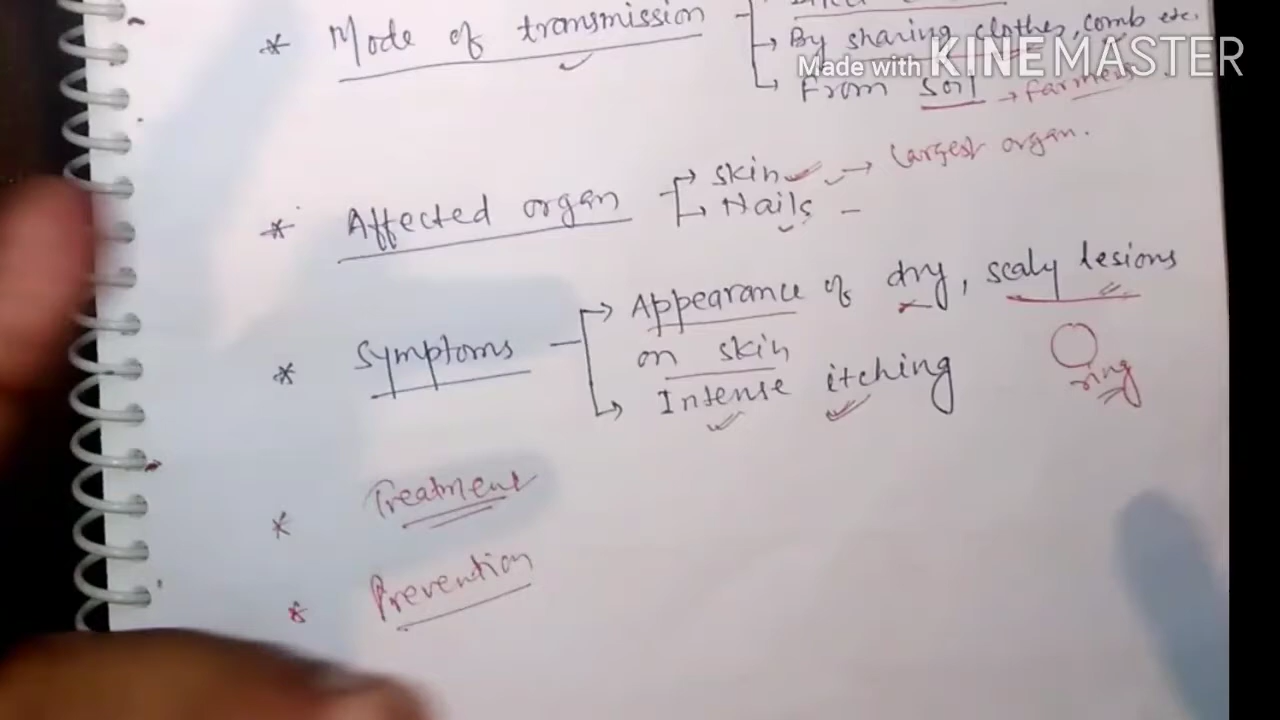 * Mode of transmission
→ By sharing clothes, comb etc.
Made with KINEMASTER
→ From soil → farmers
* Affected organ → skin → largest organ.
→ Nails -
* Symptoms → Appearance of dry, scaly lesions
on skin
→ Intense itching
ring
* Treatment
* Prevention